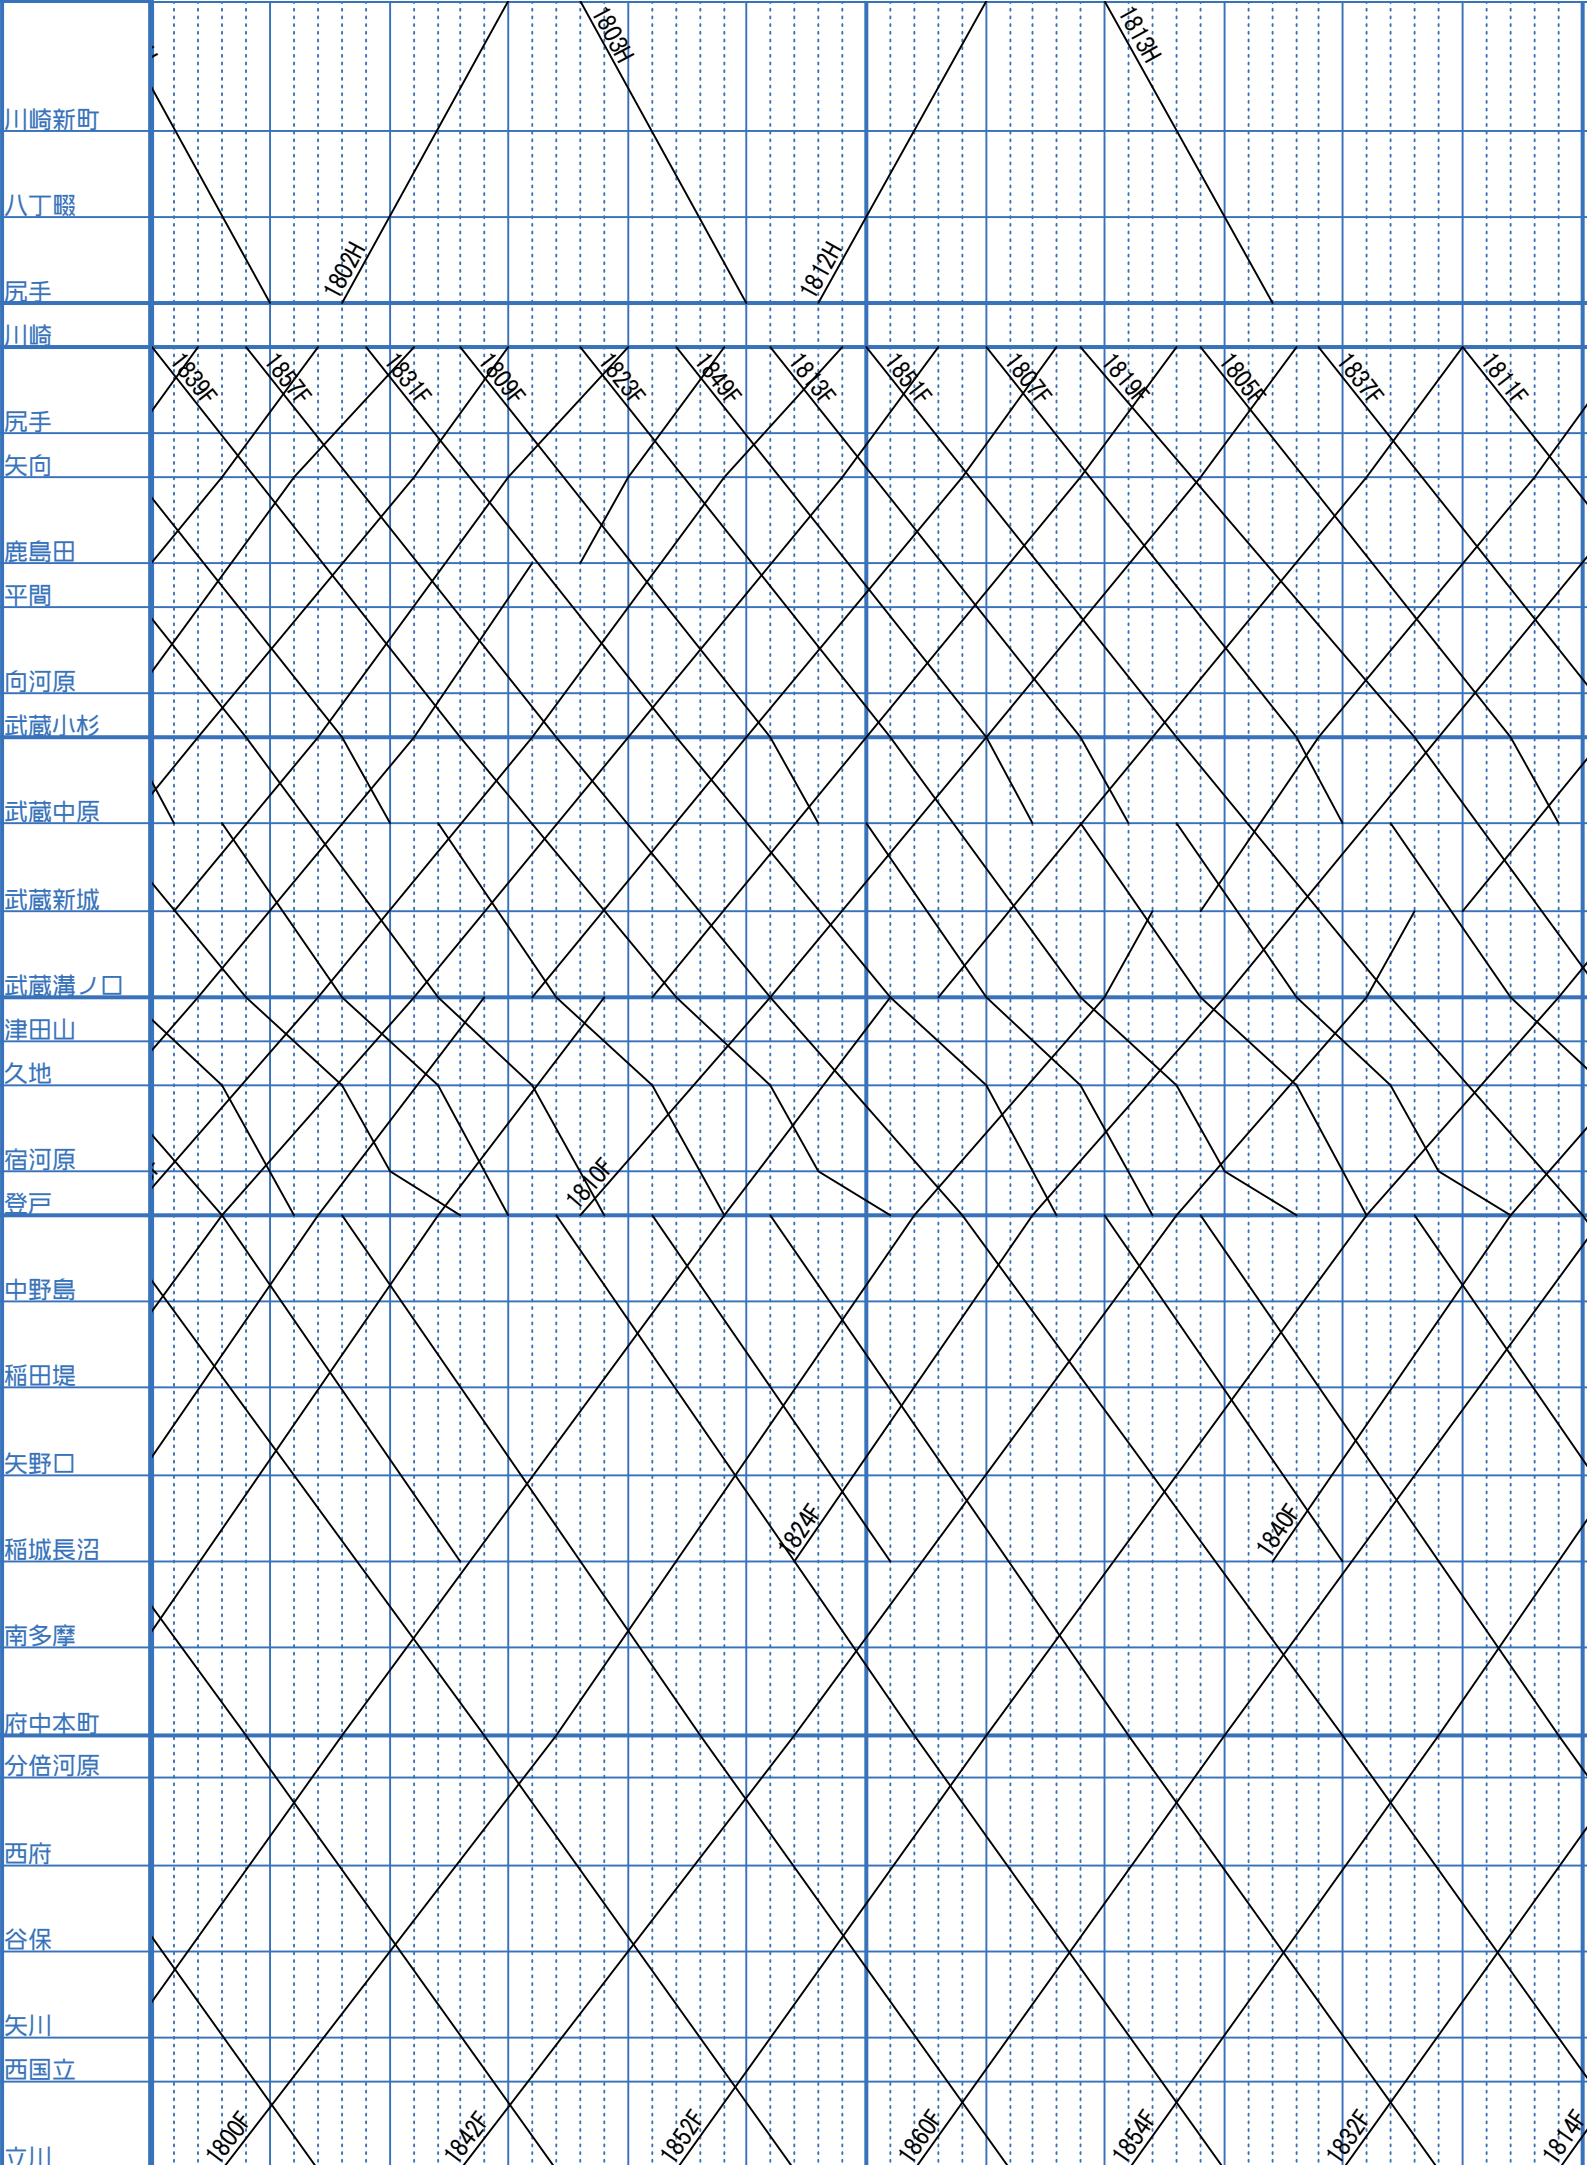 1803H
1813H
川崎新町
八丁畷
1802H
1812H
尻手
川崎
1839F
1857F
1831F
1809F
1823F
1849F
1813F
1851F
1807F
1819F
1805F
1837F
1811F
尻手
矢向
鹿島田
平間
向河原
武蔵小杉
武蔵中原
武蔵新城
武蔵溝ノ口
津田山
久地
宿河原
1810F
登戸
中野島
稲田堤
矢野口
1824F
1840F
稲城長沼
南多摩
府中本町
分倍河原
西府
谷保
矢川
西国立
1800F
1842F
1852F
1860F
1854F
1832F
1814F
立川